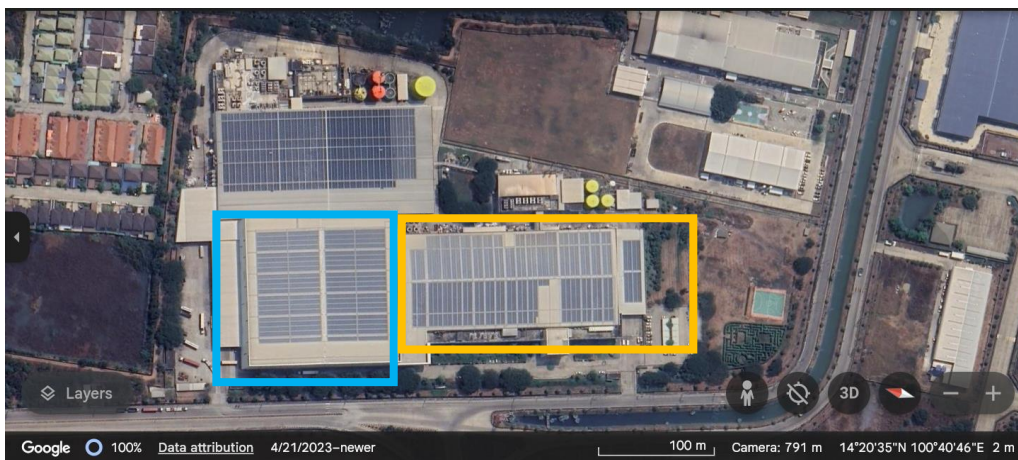 Layers
3D
Google 100% Data attribution 4/21/2023–newer 100 m Camera: 791 m 14°20'35"N 100°40'46"E 2 m